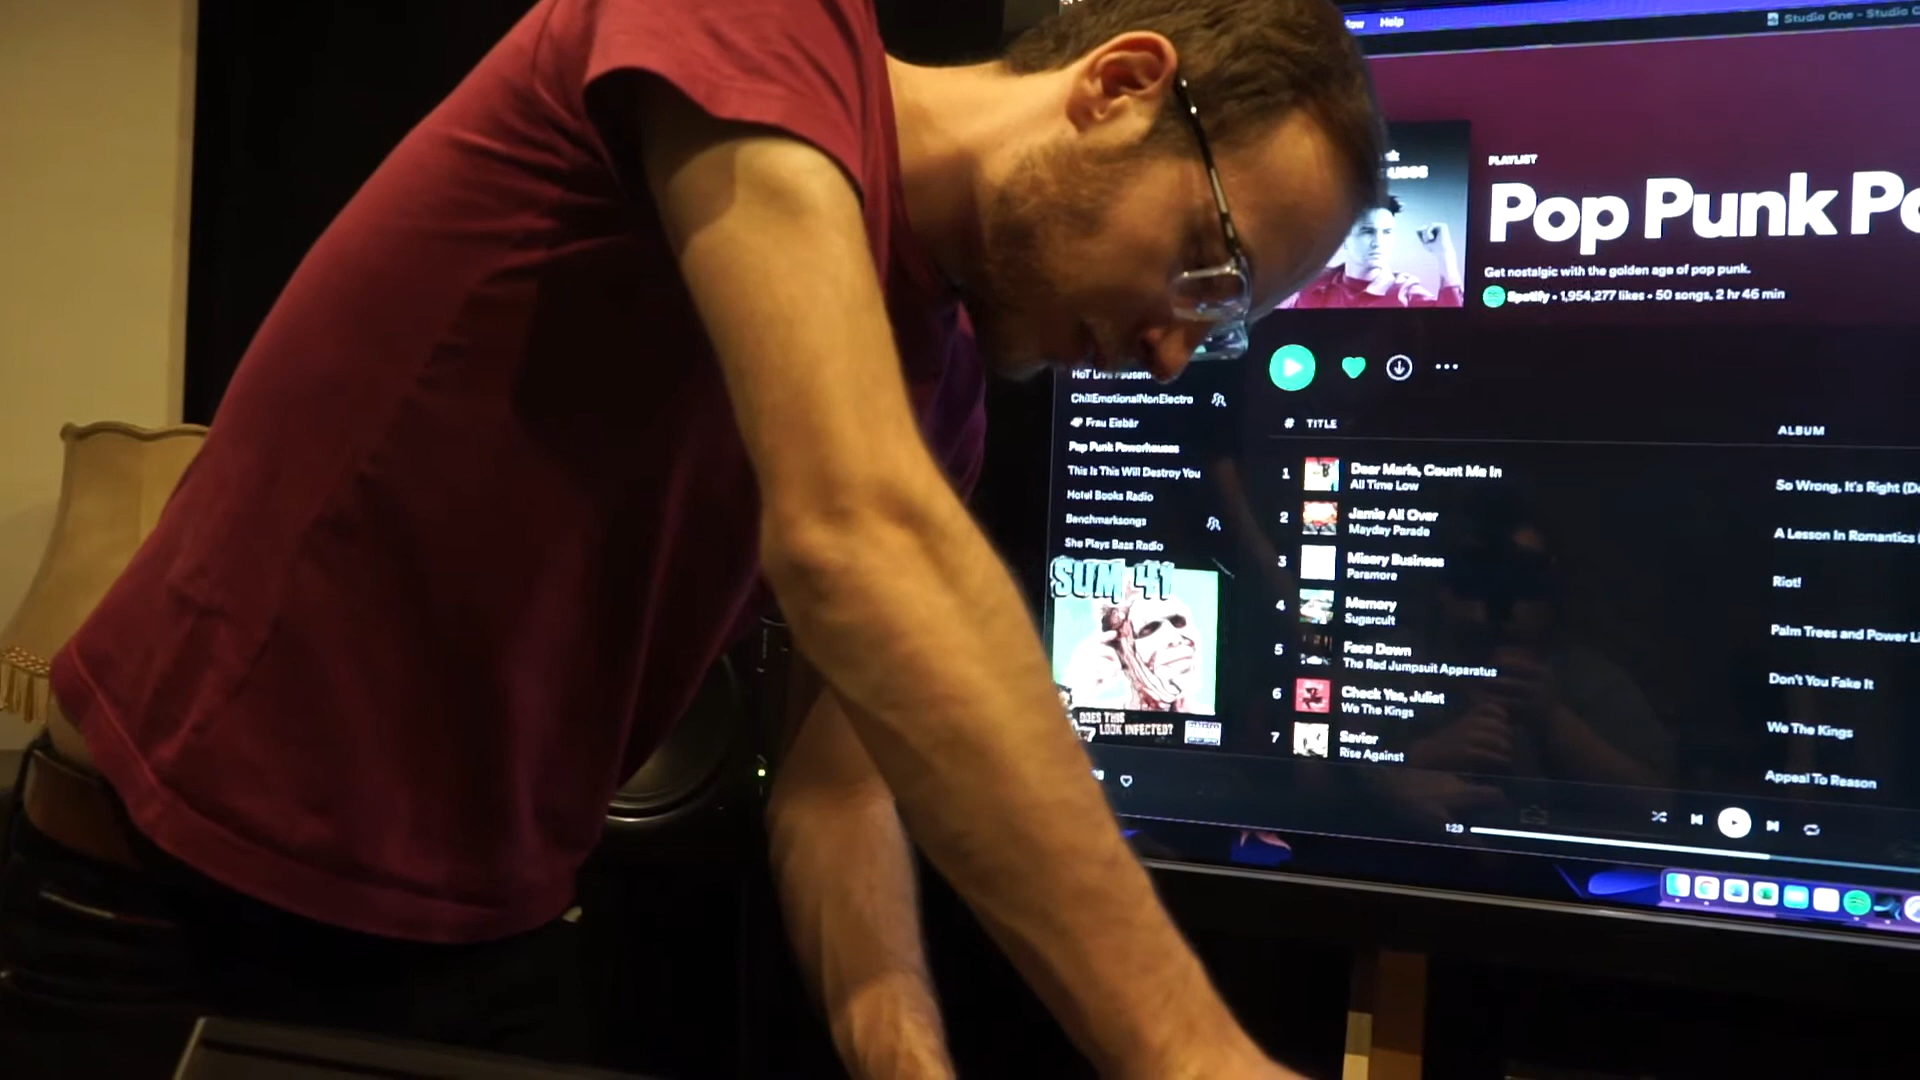 Help
Studio One - Studio
PLAYLIST
Pop Punk Po
Get nostalgic with the golden age of pop punk.
Spotify • 1,954,277 likes • 50 songs, 2 hr 46 min
HoT Live
ChillEmotionalNonElectro
Frau Eisbär
Pop Punk Powerhouses
This Is This Will Destroy You
Hotel Books Radio
Benchmarksongs
She Plays Bass Radio
SUM 41
DOES THIS
LOOK INFECTED?
# TITLE ALBUM
1 Dear Maria, Count Me In
All Time Low
So Wrong, It's Right (De
2 Jamie All Over
Mayday Parade
A Lesson In Romantics
3 Misery Business
Paramore
Riot!
4 Memory
Sugarcult
Palm Trees and Power Li
5 Face Down
The Red Jumpsuit Apparatus
Don't You Fake It
6 Check Yes, Juliet
We The Kings
We The Kings
7 Savior
Rise Against
Appeal To Reason
1:23